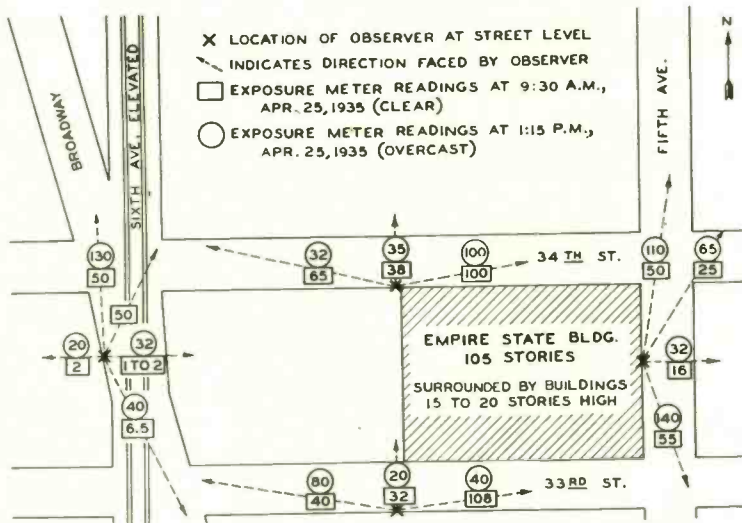 N
LOCATION OF OBSERVER AT STREET LEVEL
INDICATES DIRECTION FACED BY OBSERVER
EXPOSURE METER READINGS AT 9:30 A.M.,
APR. 25, 1935 (CLEAR)
EXPOSURE METER READINGS AT 1:15 P.M.,
APR. 25, 1935 (OVERCAST)
BROADWAY
SIXTH AVE. ELEVATED
FIFTH AVE.
130
50
32
65
35
38
100
100
34TH ST.
110
50
65
25
50
20
2
32
1 TO 2
EMPIRE STATE BLDG.
105 STORIES
SURROUNDED BY BUILDINGS
15 TO 20 STORIES HIGH
32
16
40
6.5
140
55
80
40
20
32
40
108
33RD ST.